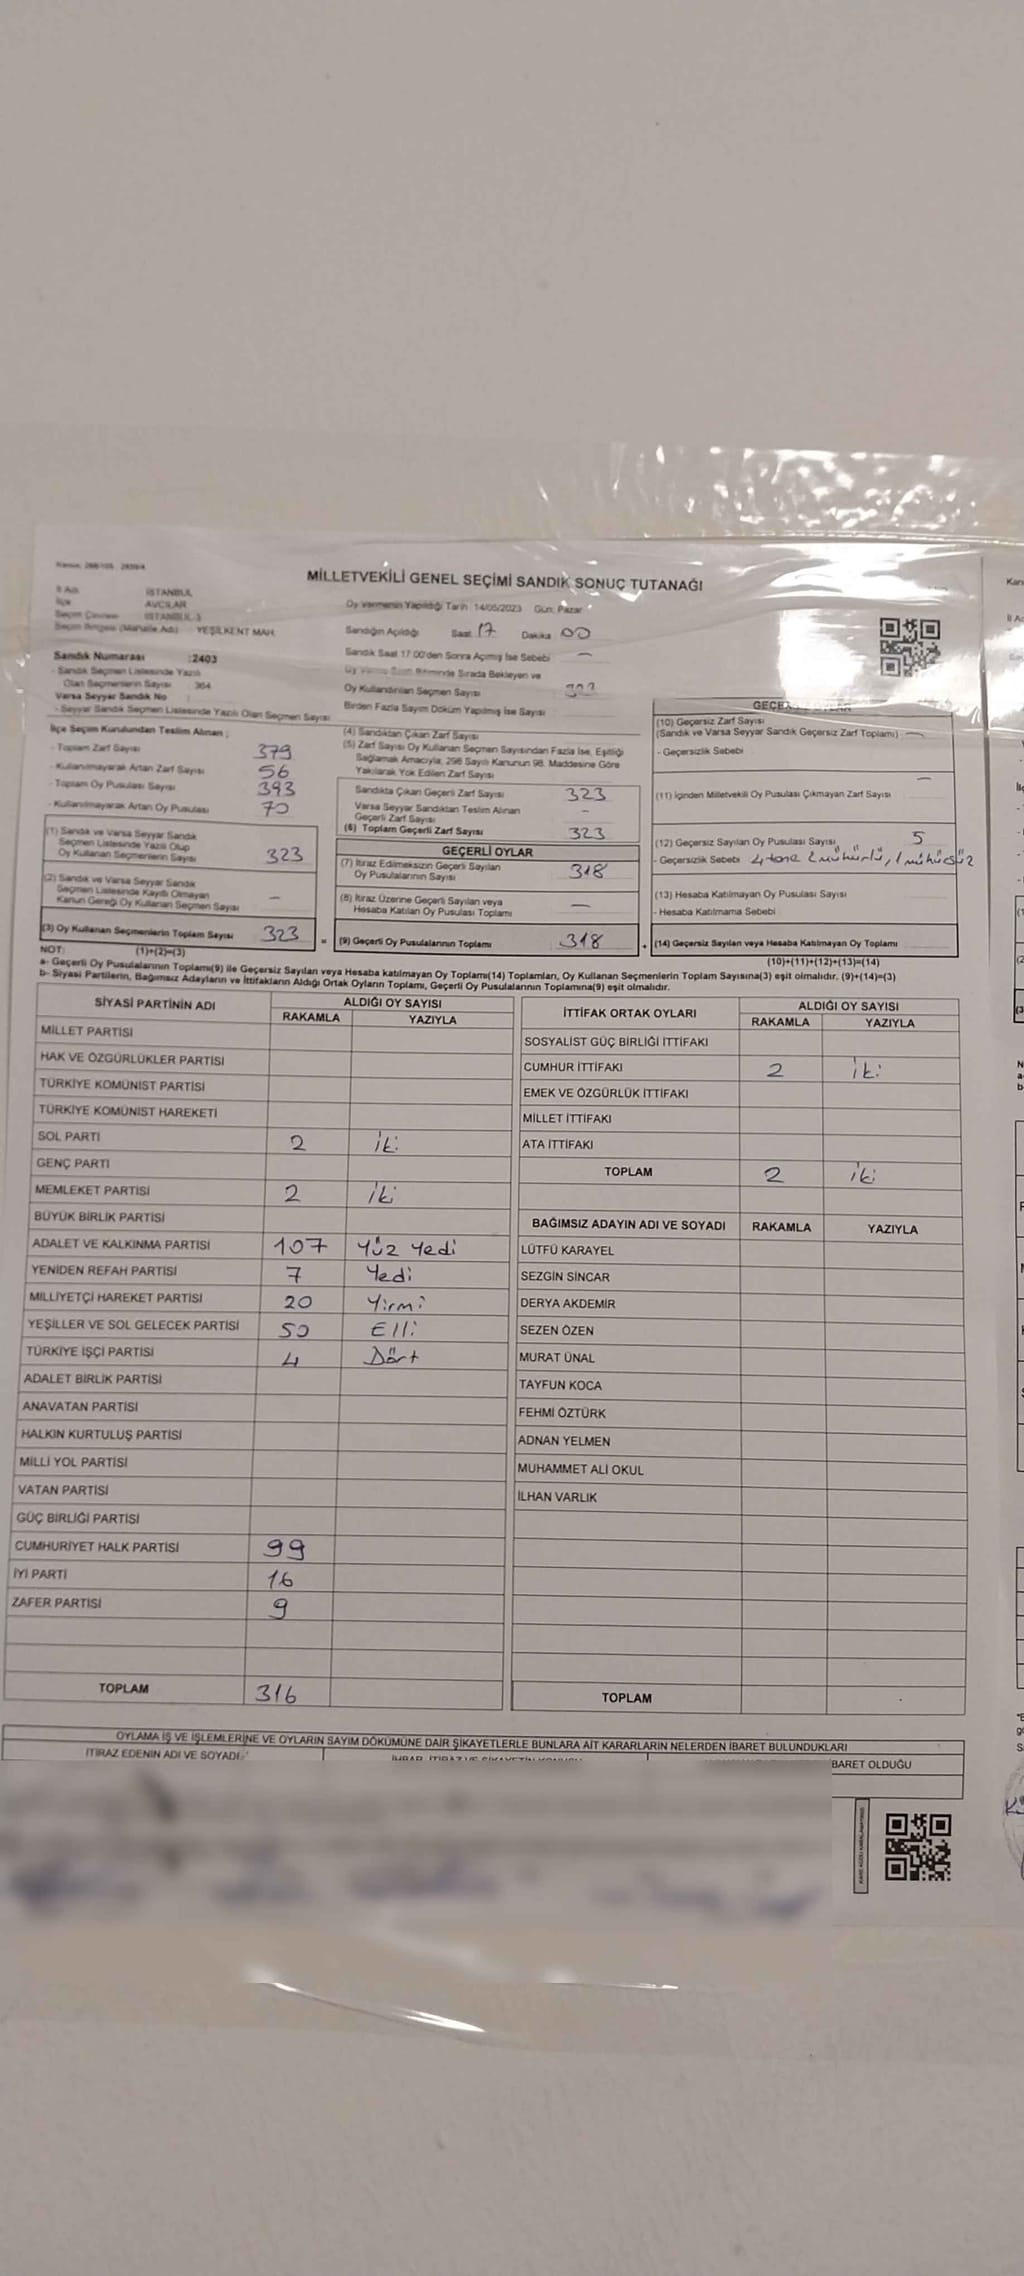 MİLLETVEKİLİ GENEL SEÇİMİ SANDIK SONUÇ TUTANAĞI
İl Adı İSTANBUL
İlçe AVCILAR
Seçim Çevresi İSTANBUL-3
Seçim Bölgesi (Mahalle Adı) YEŞİLKENT MAH.
Sandık Numarası :2403
- Sandık Seçmen Listesinde Yazılı
Olan Seçmenlerin Sayısı 364
Varsa Seyyar Sandık No
- Seyyar Sandık Seçmen Listesinde Yazılı Olan Seçmen Sayısı
Oy Vermenin Yapıldığı Tarih : 14/05/2023 Gün: Pazar
Sandığın Açıldığı Saat 17 Dakika 00
Sandık Saat 17.00'den Sonra Açılmış İse Sebebi —
Sırada Bekleyen ve
Oy Kullandırılan Seçmen Sayısı
Birden Fazla Sayım Döküm Yapılmış İse Sayısı
İlçe Seçim Kurulundan Teslim Alınan ;
- Toplam Zarf Sayısı 379
- Kullanılmayarak Artan Zarf Sayısı 56
- Toplam Oy Pusulası Sayısı 393
- Kullanılmayarak Artan Oy Pusulası 70
(1) Sandık ve Varsa Seyyar Sandık
Seçmen Listesinde Yazılı Olup
Oy Kullanan Seçmenlerin Sayısı 323
(2) Sandık ve Varsa Seyyar Sandık
Seçmen Listesinde Kayıtlı Olmayan
Kanun Gereği Oy Kullanan Seçmen Sayısı —
(3) Oy Kullanan Seçmenlerin Toplam Sayısı 323
(1)+(2)=(3)
(4) Sandıktan Çıkan Zarf Sayısı
(5) Zarf Sayısı Oy Kullanan Seçmen Sayısından Fazla İse, Eşitliği
Sağlamak Amacıyla, 298 Sayılı Kanunun 98. Maddesine Göre
Yakılarak Yok Edilen Zarf Sayısı
Sandıkta Çıkan Geçerli Zarf Sayısı 323
Varsa Seyyar Sandıktan Teslim Alınan
Geçerli Zarf Sayısı –
(6) Toplam Geçerli Zarf Sayısı 323
GEÇERLİ OYLAR
(7) İtiraz Edilmeksizin Geçerli Sayılan
Oy Pusulalarının Sayısı 318
(8) İtiraz Üzerine Geçerli Sayılan veya
Hesaba Katılan Oy Pusulası Toplamı —
= (9) Geçerli Oy Pusulalarının Toplamı 318
(10) Geçersiz Zarf Sayısı
(Sandık ve Varsa Seyyar Sandık Geçersiz Zarf Toplamı) —
- Geçersizlik Sebebi
(11) İçinden Milletvekili Oy Pusulası Çıkmayan Zarf Sayısı —
(12) Geçersiz Sayılan Oy Pusulası Sayısı 5
- Geçersizlik Sebebi 4 tane 2 mühürlü, 1 mühürsüz
(13) Hesaba Katılmayan Oy Pusulası Sayısı
- Hesaba Katılmama Sebebi
+ (14) Geçersiz Sayılan veya Hesaba Katılmayan Oy Toplamı
(10)+(11)+(12)+(13)=(14)
NOT:
a- Geçerli Oy Pusulalarının Toplamı(9) ile Geçersiz Sayılan veya Hesaba katılmayan Oy Toplamı(14) Toplamları, Oy Kullanan Seçmenlerin Toplam Sayısına(3) eşit olmalıdır. (9)+(14)=(3)
b- Siyasi Partilerin, Bağımsız Adayların ve İttifakların Aldığı Ortak Oyların Toplamı, Geçerli Oy Pusulalarının Toplamına(9) eşit olmalıdır.
SİYASİ PARTİNİN ADI ALDIĞI OY SAYISI
RAKAMLA YAZIYLA
MİLLET PARTİSİ
HAK VE ÖZGÜRLÜKLER PARTİSİ
TÜRKİYE KOMÜNİST PARTİSİ
TÜRKİYE KOMÜNİST HAREKETİ
SOL PARTİ 2 iki
GENÇ PARTİ
MEMLEKET PARTİSİ 2 iki
BÜYÜK BİRLİK PARTİSİ
ADALET VE KALKINMA PARTİSİ 107 Yüz Yedi
YENİDEN REFAH PARTİSİ 7 Yedi
MİLLİYETÇİ HAREKET PARTİSİ 20 Yirmi
YEŞİLLER VE SOL GELECEK PARTİSİ 50 Elli
TÜRKİYE İŞÇİ PARTİSİ 4 Dört
ADALET BİRLİK PARTİSİ
ANAVATAN PARTİSİ
HALKIN KURTULUŞ PARTİSİ
MİLLİ YOL PARTİSİ
VATAN PARTİSİ
GÜÇ BİRLİĞİ PARTİSİ
CUMHURİYET HALK PARTİSİ 99
İYİ PARTİ 16
ZAFER PARTİSİ 9
TOPLAM 316
İTTİFAK ORTAK OYLARI ALDIĞI OY SAYISI
RAKAMLA YAZIYLA
SOSYALİST GÜÇ BİRLİĞİ İTTİFAKI
CUMHUR İTTİFAKI 2 iki
EMEK VE ÖZGÜRLÜK İTTİFAKI
MİLLET İTTİFAKI
ATA İTTİFAKI
TOPLAM 2 iki
BAĞIMSIZ ADAYIN ADI VE SOYADI RAKAMLA YAZIYLA
LÜTFÜ KARAYEL
SEZGİN SİNCAR
DERYA AKDEMİR
SEZEN ÖZEN
MURAT ÜNAL
TAYFUN KOCA
FEHMİ ÖZTÜRK
ADNAN YELMEN
MUHAMMET ALİ OKUL
İLHAN VARLIK
TOPLAM
OYLAMA İŞ VE İŞLEMLERİNE VE OYLARIN SAYIM DÖKÜMÜNE DAİR ŞİKAYETLERLE BUNLARA AİT KARARLARIN NELERDEN İBARET BULUNDUKLARI
İTİRAZ EDENİN ADI VE SOYADI
BARET OLDUĞU